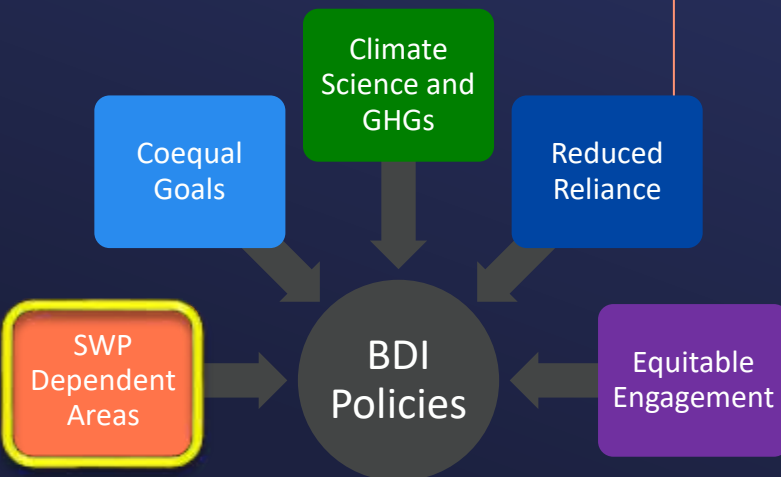 Climate
Science and
GHGs
Coequal
Goals
Reduced
Reliance
SWP
Dependent
Areas
BDI
Policies
Equitable
Engagement